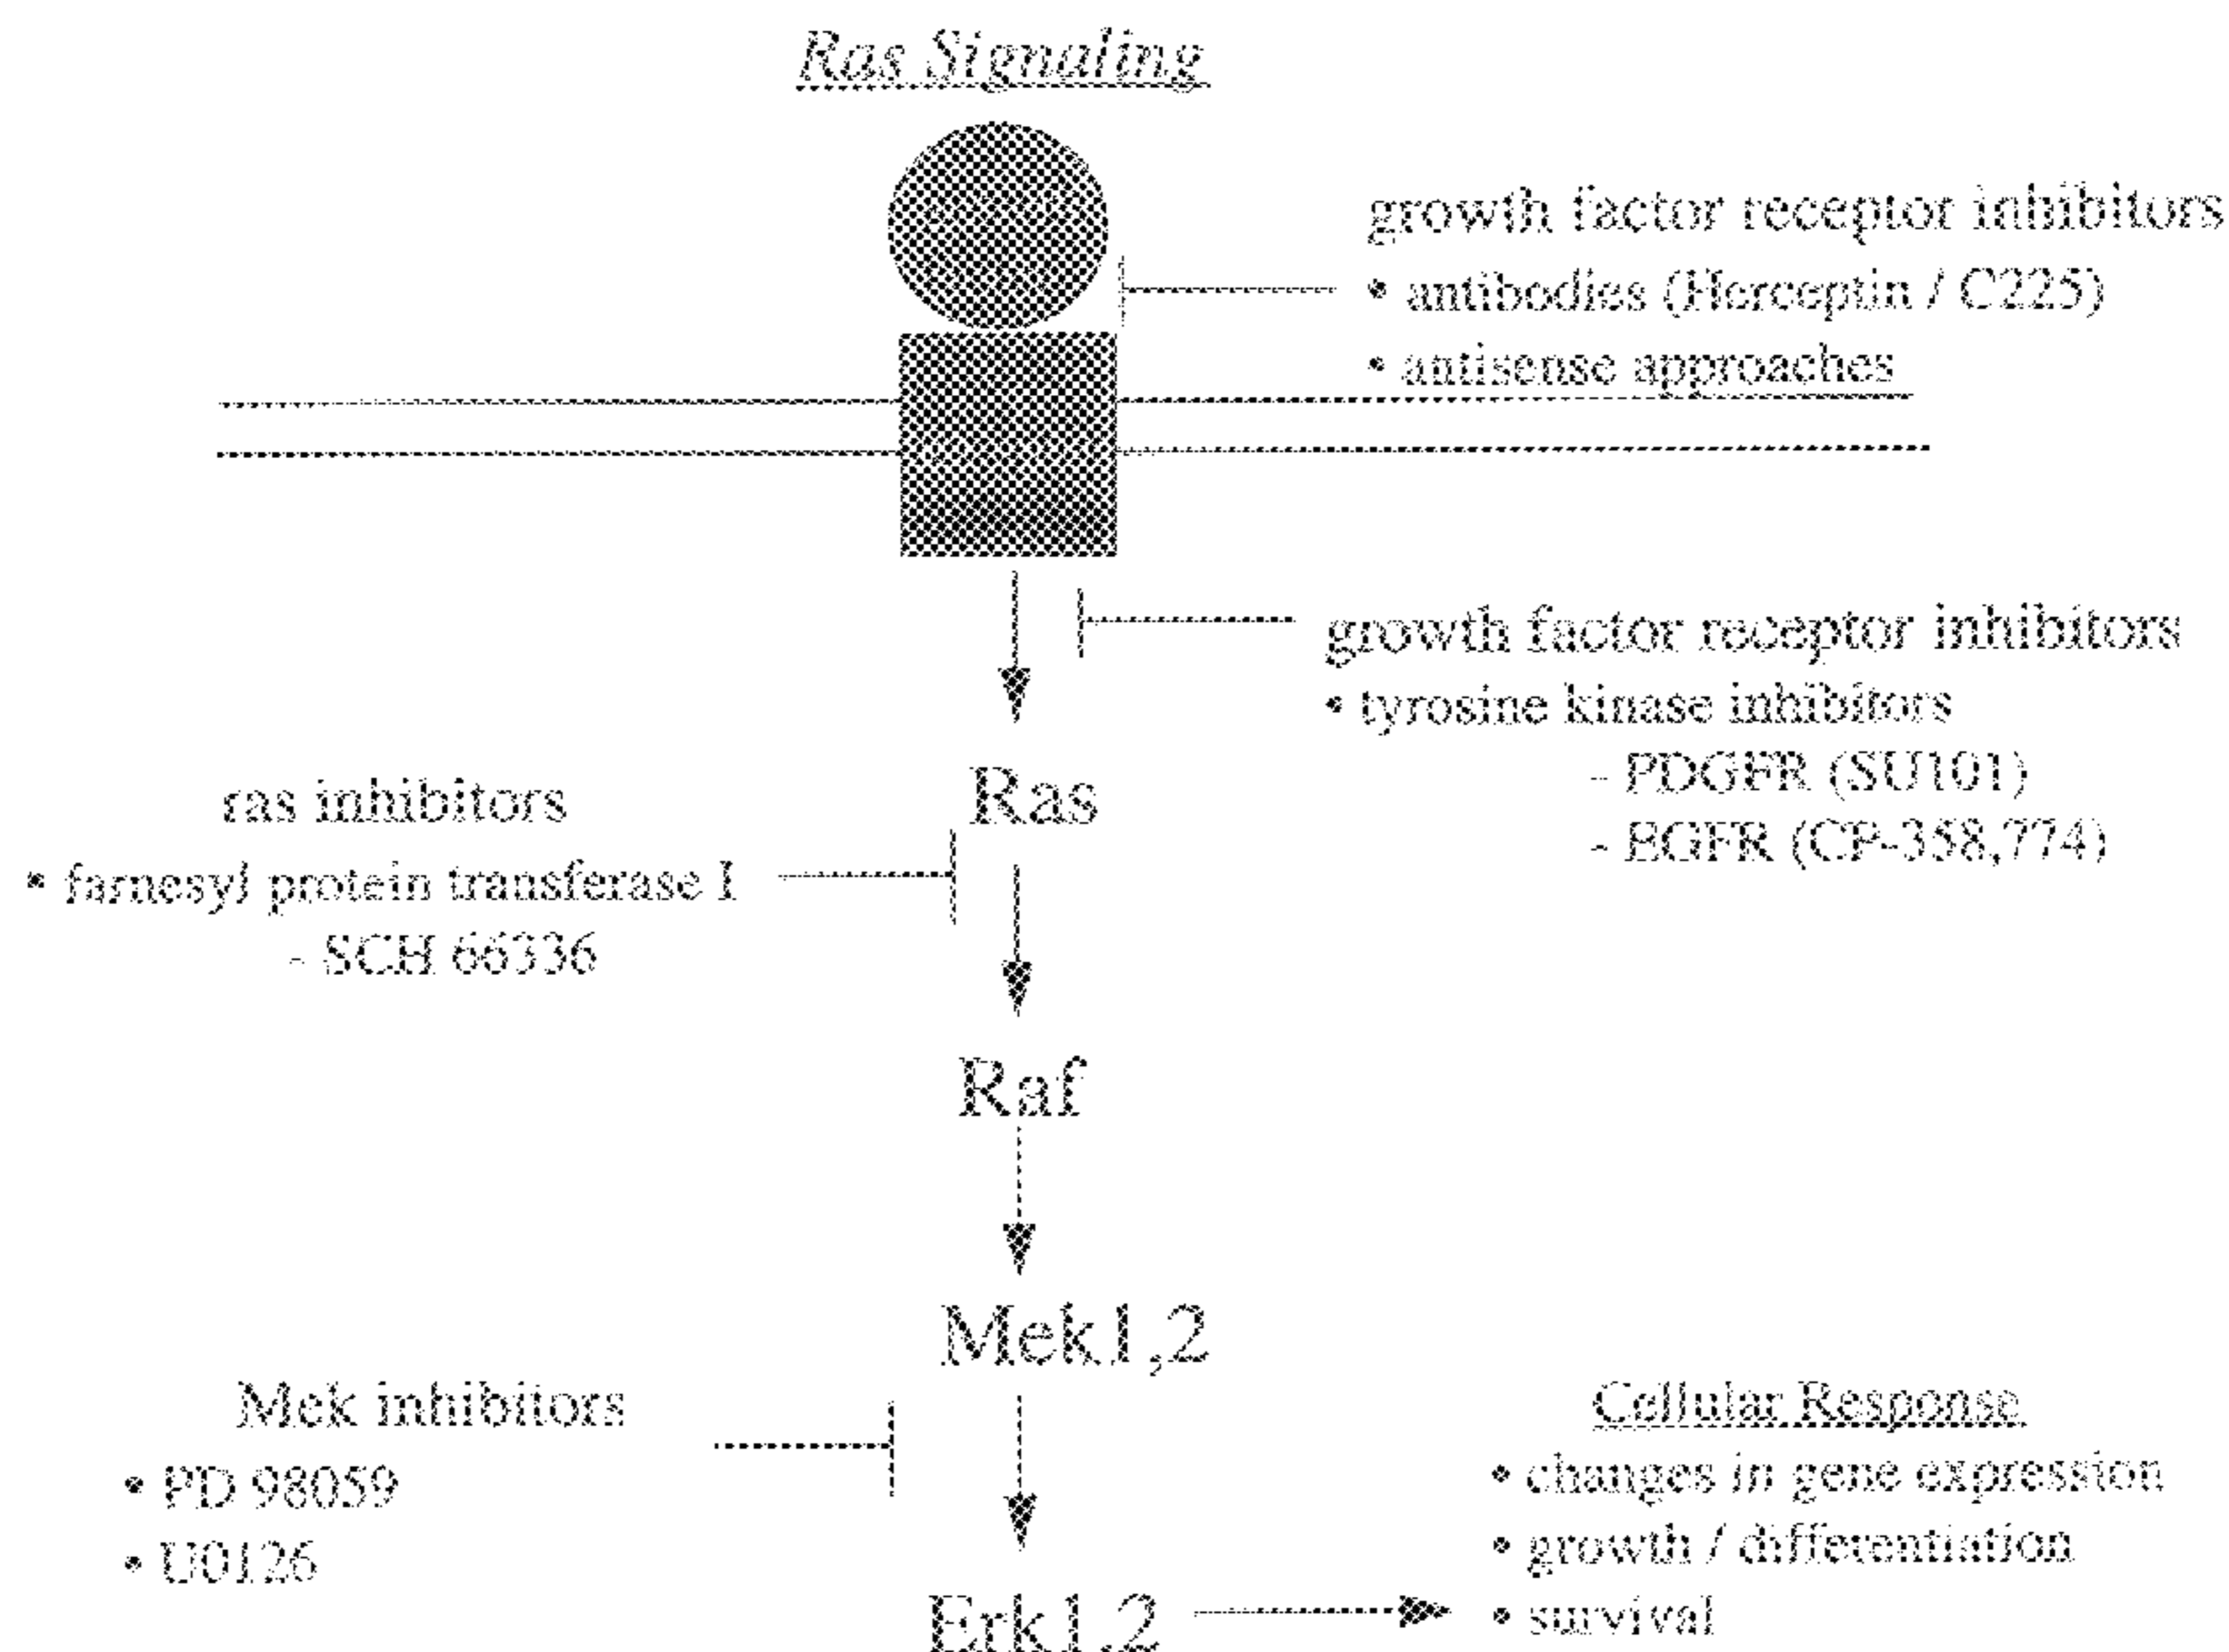 Ras Signaling
growth factor receptor inhibitors
• antibodies (Herceptin / C225)
• antisense approaches
growth factor receptor inhibitors
• tyrosine kinase inhibitors
- PDGFR (SU101)
- EGFR (CP-358,774)
Ras
ras inhibitors
• farnesyl protein transferase I
- SCH 66336
Raf
Mek1,2
Mek inhibitors
• PD 98059
• U0126
Cellular Response
• changes in gene expression
• growth / differentiation
• survival
Erk1,2